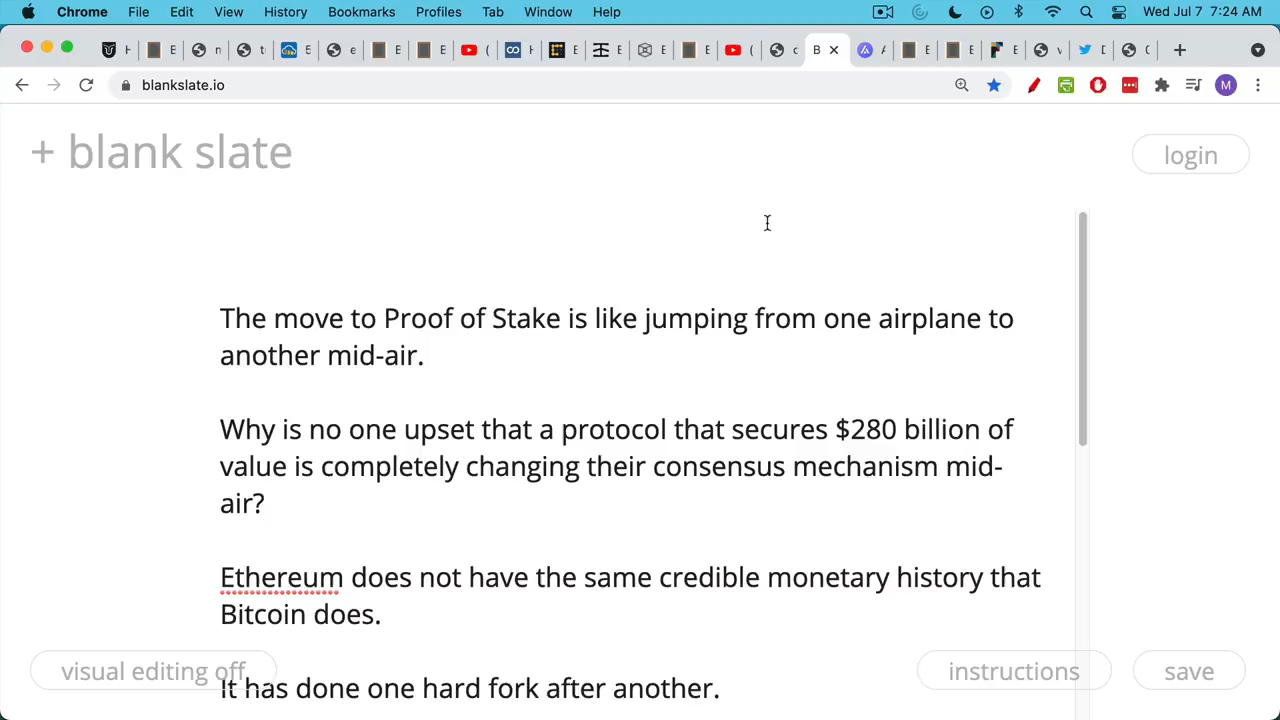 Chrome File Edit View History Bookmarks Profiles Tab Window Help Wed Jul 7 7:24 AM
H E n t E e E E ( H E E E E ( c B A E E E v D C
blankslate.io M
+ blank slate login
The move to Proof of Stake is like jumping from one airplane to
another mid-air.
Why is no one upset that a protocol that secures $280 billion of
value is completely changing their consensus mechanism mid-
air?
Ethereum does not have the same credible monetary history that
Bitcoin does.
visual editing off instructions save
It has done one hard fork after another.